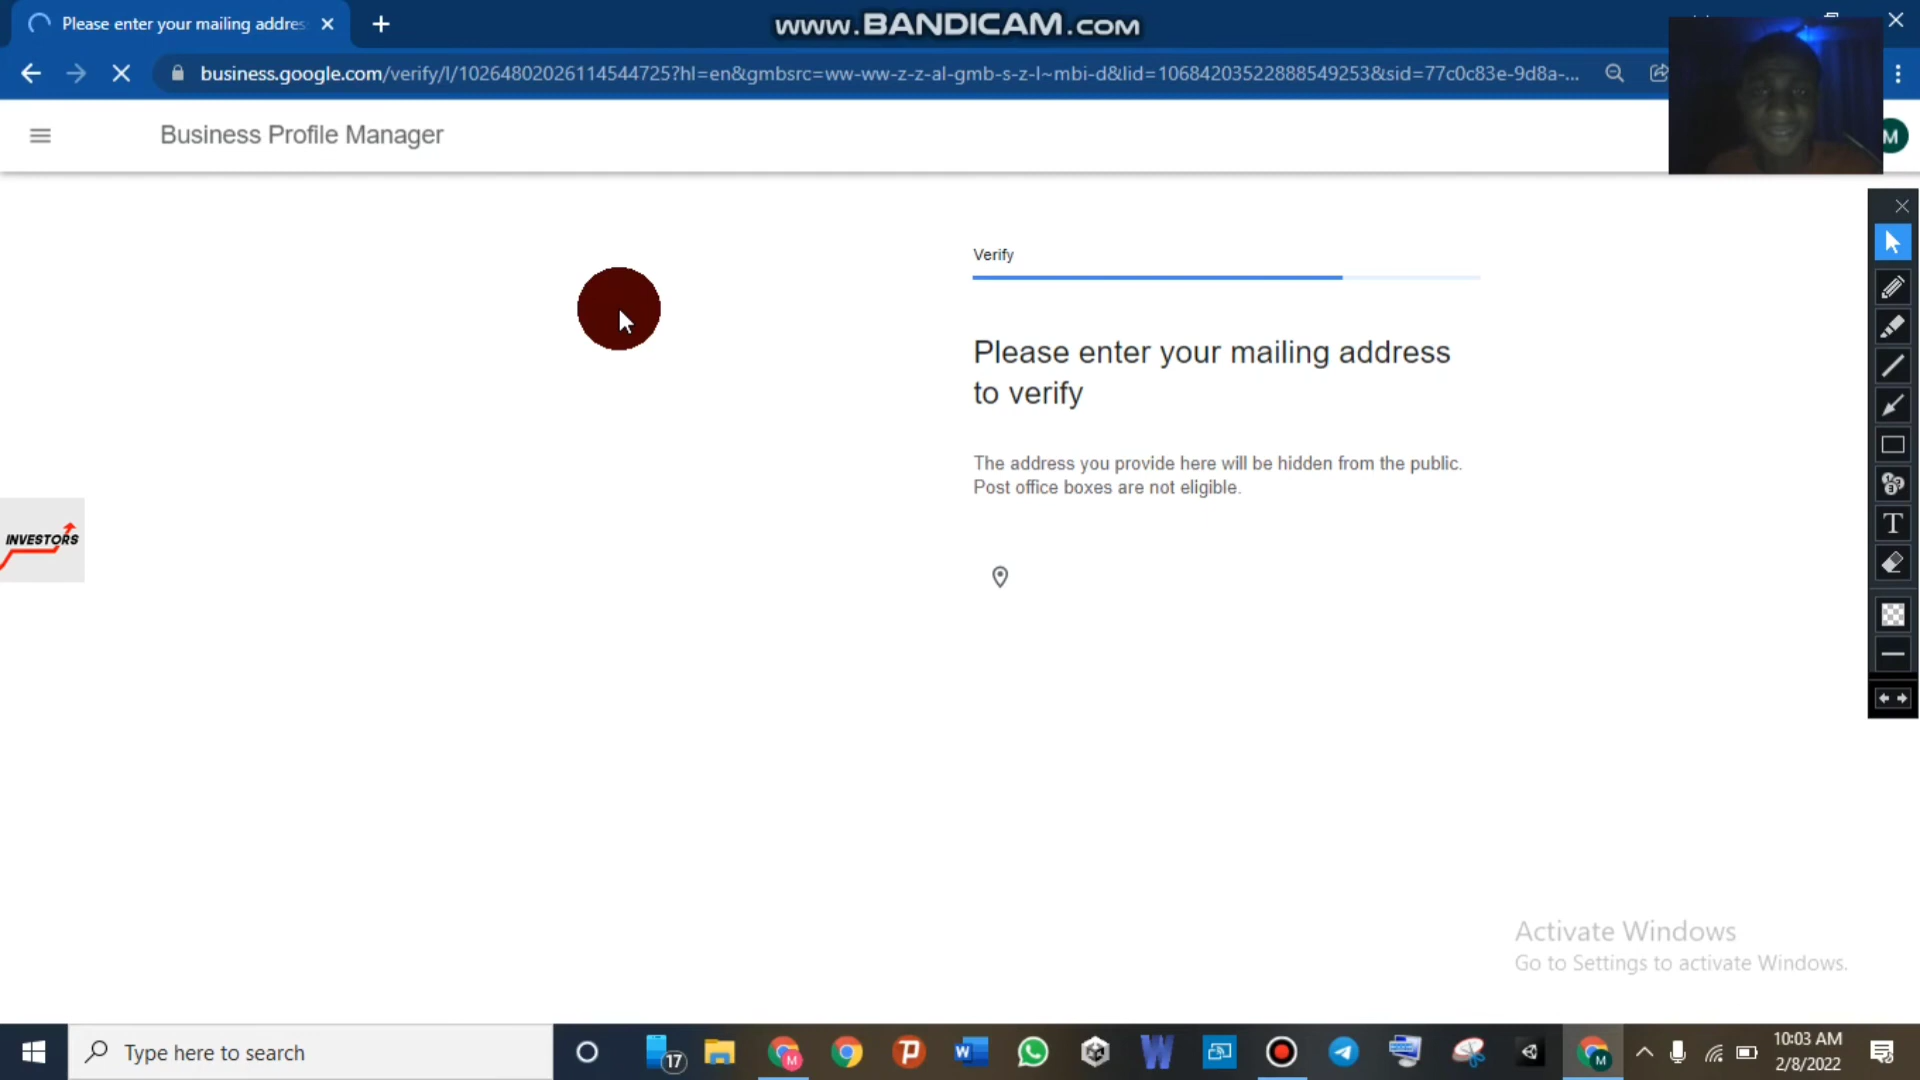 Please enter your mailing addres
www.BANDICAM.com
business.google.com/verify/l/10264802026114544725?hl=en&gmbsrc=ww-ww-z-z-al-gmb-s-z-l~mbi-d&lid=10684203522888549253&sid=77c0c83e-9d8a-...
Business Profile Manager
M
Verify
Please enter your mailing address
to verify
The address you provide here will be hidden from the public.
Post office boxes are not eligible.
INVESTORS
T
Activate Windows
Go to Settings to activate Windows.
Type here to search
17
M
W
W
M
10:03 AM
2/8/2022